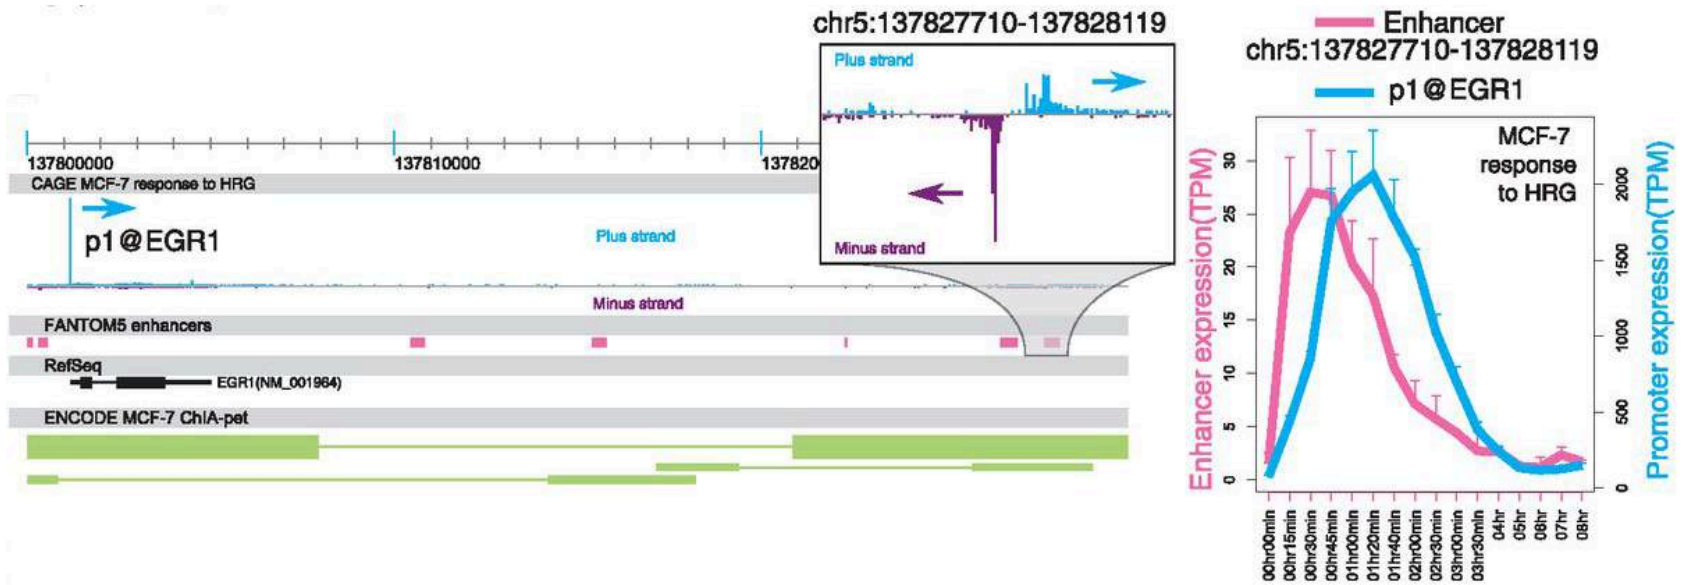 chr5:137827710-137828119
Plus strand
Minus strand
137800000
137810000
13782
CAGE MCF-7 response to HRG
p1@EGR1
Plus strand
Minus strand
FANTOM5 enhancers
RefSeq
EGR1(NM_001964)
ENCODE MCF-7 ChIA-pet
Enhancer
chr5:137827710-137828119
p1@EGR1
MCF-7
response
to HRG
Enhancer expression(TPM)
30
25
20
15
10
5
0
Promoter expression(TPM)
2000
1500
1000
500
0
00hr00min
00hr15min
00hr30min
00hr45min
01hr00min
01hr20min
01hr40min
02hr00min
02hr30min
03hr00min
03hr30min
04hr
05hr
06hr
07hr
08hr